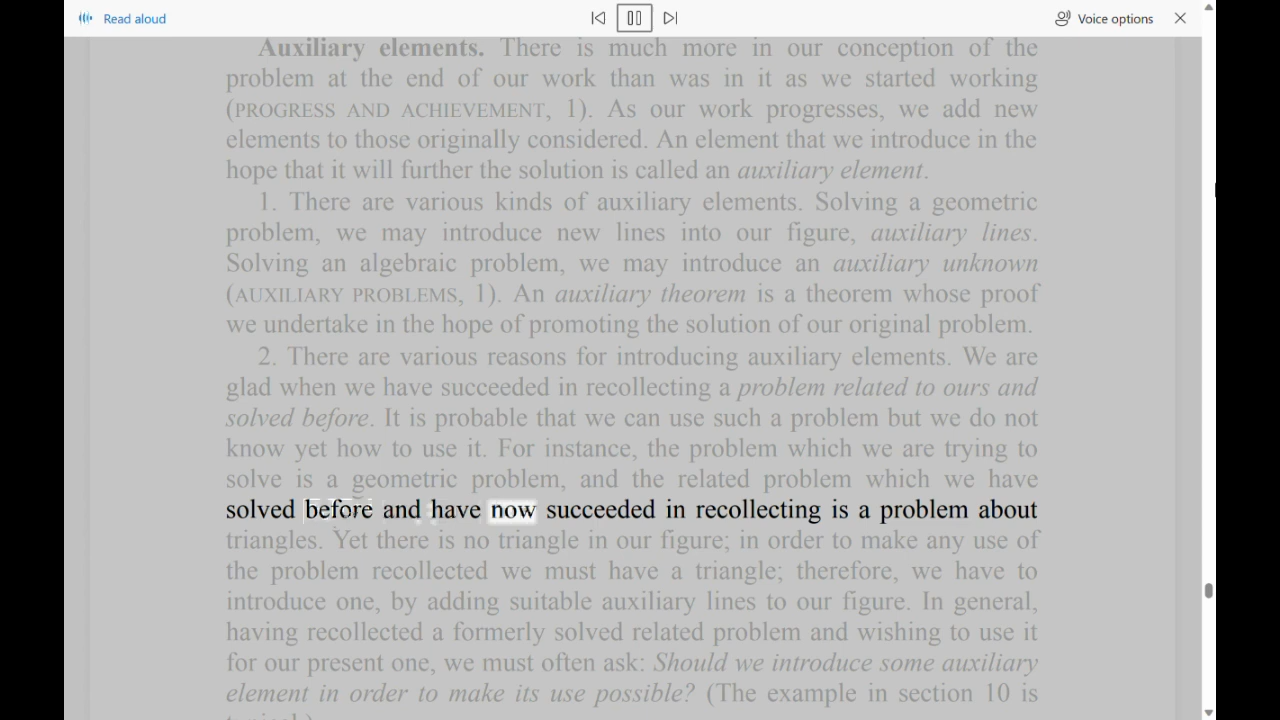 Read aloud
Voice options
Auxiliary elements. There is much more in our conception of the
problem at the end of our work than was in it as we started working
(PROGRESS AND ACHIEVEMENT, 1). As our work progresses, we add new
elements to those originally considered. An element that we introduce in the
hope that it will further the solution is called an auxiliary element.
1. There are various kinds of auxiliary elements. Solving a geometric
problem, we may introduce new lines into our figure, auxiliary lines.
Solving an algebraic problem, we may introduce an auxiliary unknown
(AUXILIARY PROBLEMS, 1). An auxiliary theorem is a theorem whose proof
we undertake in the hope of promoting the solution of our original problem.
2. There are various reasons for introducing auxiliary elements. We are
glad when we have succeeded in recollecting a problem related to ours and
solved before. It is probable that we can use such a problem but we do not
know yet how to use it. For instance, the problem which we are trying to
solve is a geometric problem, and the related problem which we have
solved before and have now succeeded in recollecting is a problem about
triangles. Yet there is no triangle in our figure; in order to make any use of
the problem recollected we must have a triangle; therefore, we have to
introduce one, by adding suitable auxiliary lines to our figure. In general,
having recollected a formerly solved related problem and wishing to use it
for our present one, we must often ask: Should we introduce some auxiliary
element in order to make its use possible? (The example in section 10 is